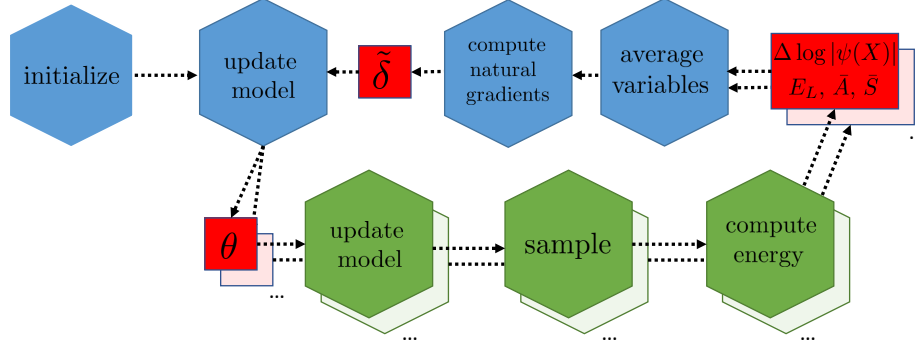 initialize
update
model
δ̃
compute
natural
gradients
average
variables
Δ log |ψ(X)|
E_L, Ā, S̄
.
θ
...
update
model
...
sample
...
compute
energy
...